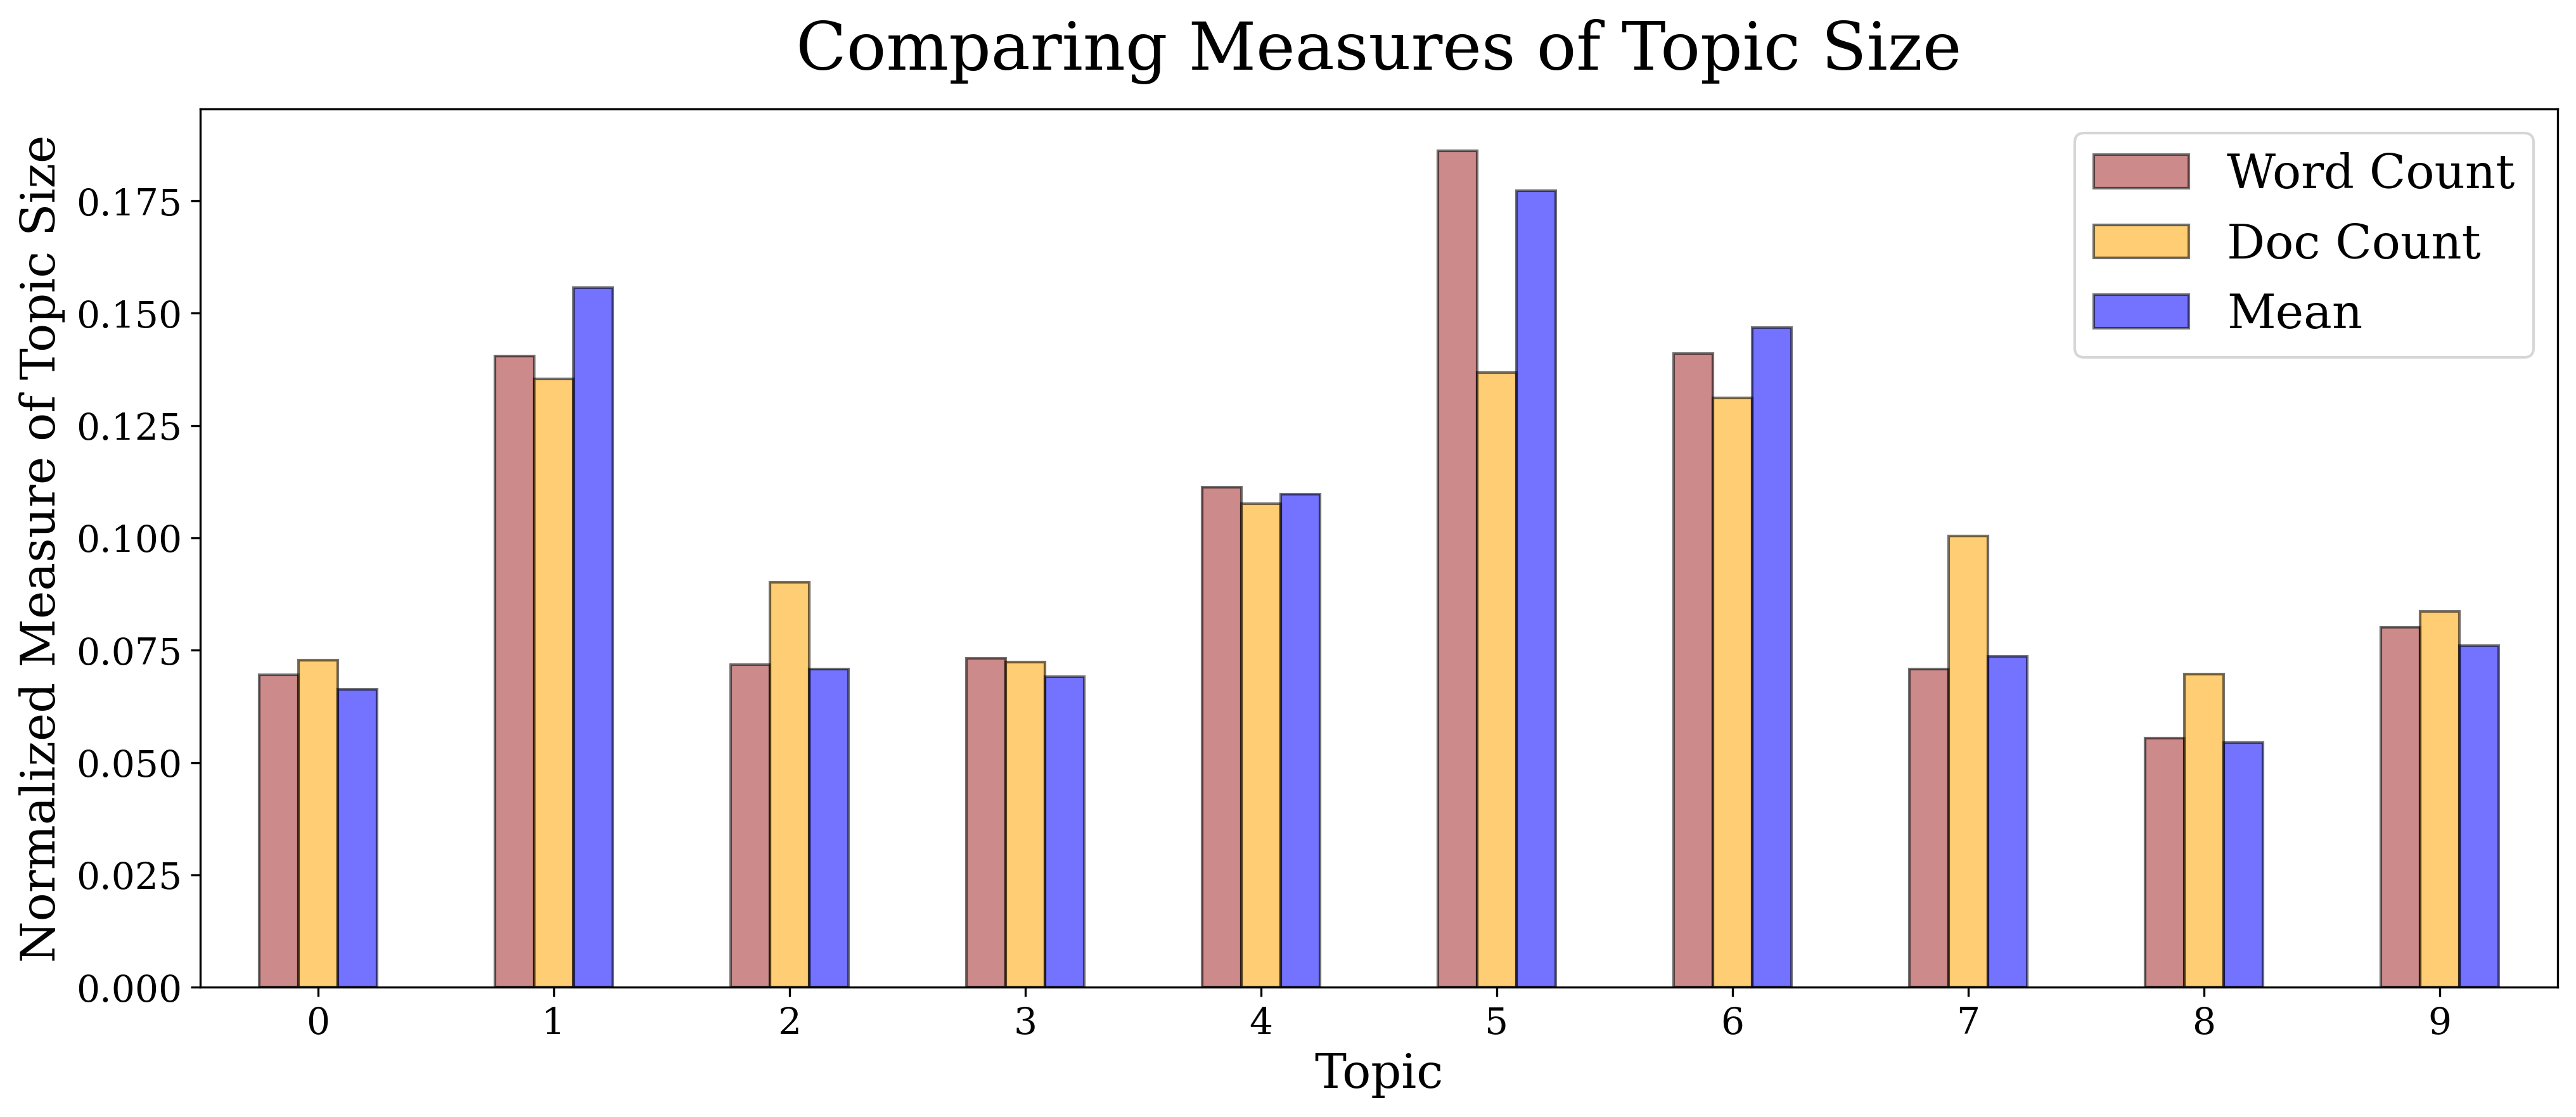 Comparing Measures of Topic Size
Normalized Measure of Topic Size
0.175
0.150
0.125
0.100
0.075
0.050
0.025
0.000
Word Count
Doc Count
Mean
0 1 2 3 4 5 6 7 8 9
Topic